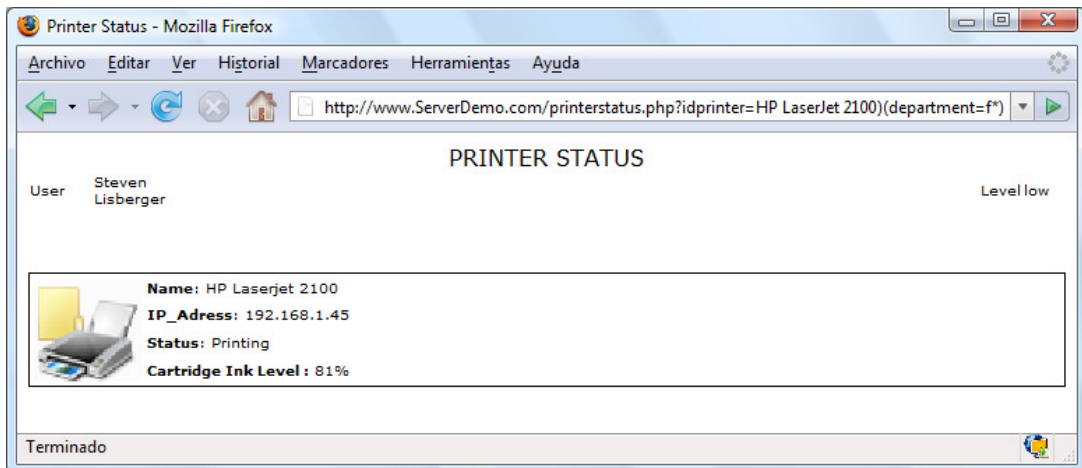 Printer Status - Mozilla Firefox
Archivo Editar Ver Historial Marcadores Herramientas Ayuda
http://www.ServerDemo.com/printerstatus.php?idprinter=HP LaserJet 2100)(department=f*)
PRINTER STATUS
User Steven Lisberger Level low
Name: HP Laserjet 2100
IP_Adress: 192.168.1.45
Status: Printing
Cartridge Ink Level : 81%
Terminado